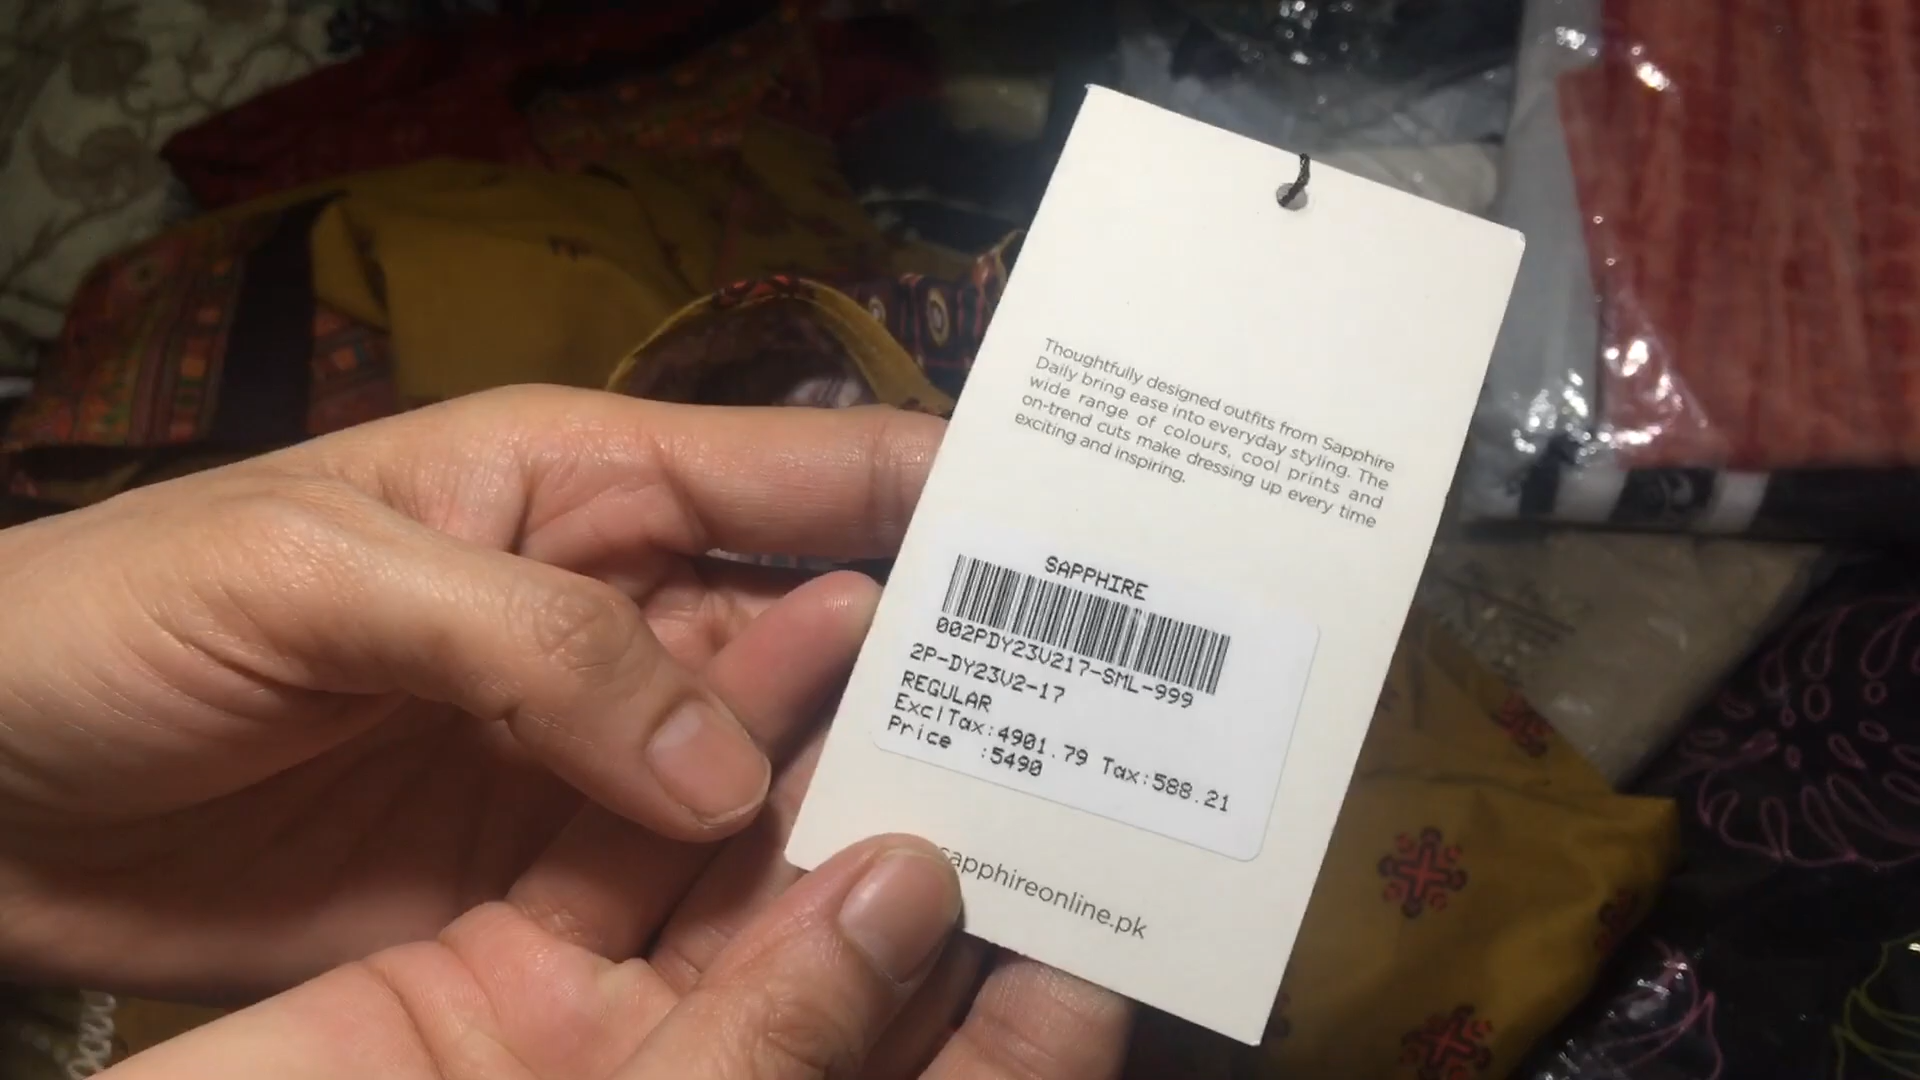 Thoughtfully designed outfits from Sapphire
Daily bring ease into everyday styling. The
wide range of colours, cool prints and
on-trend cuts make dressing up every time
exciting and inspiring.
SAPPHIRE
002PDY23V217-SML-999
2P-DY23V2-17
REGULAR
ExclTax:4901.79 Tax:588.21
Price :5490
sapphireonline.pk